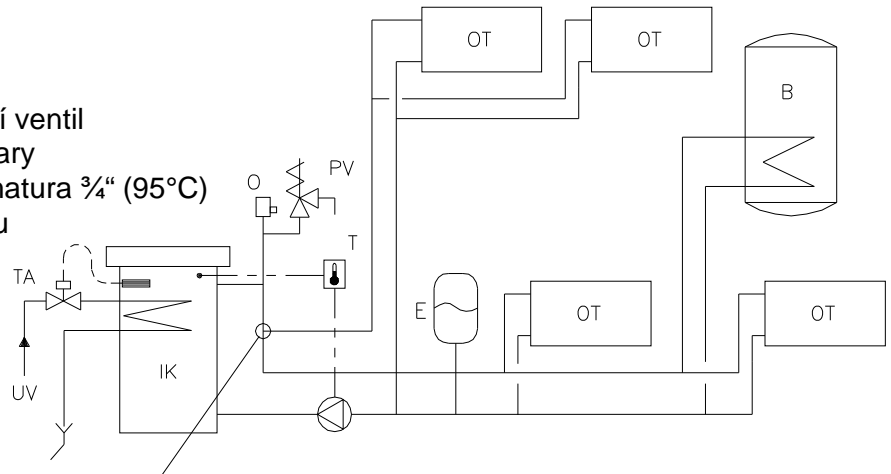 OT
OT
B
í ventil
ary
PV
O
natura ¾“ (95°C)
u
T
TA
E
OT
OT
IK
UV